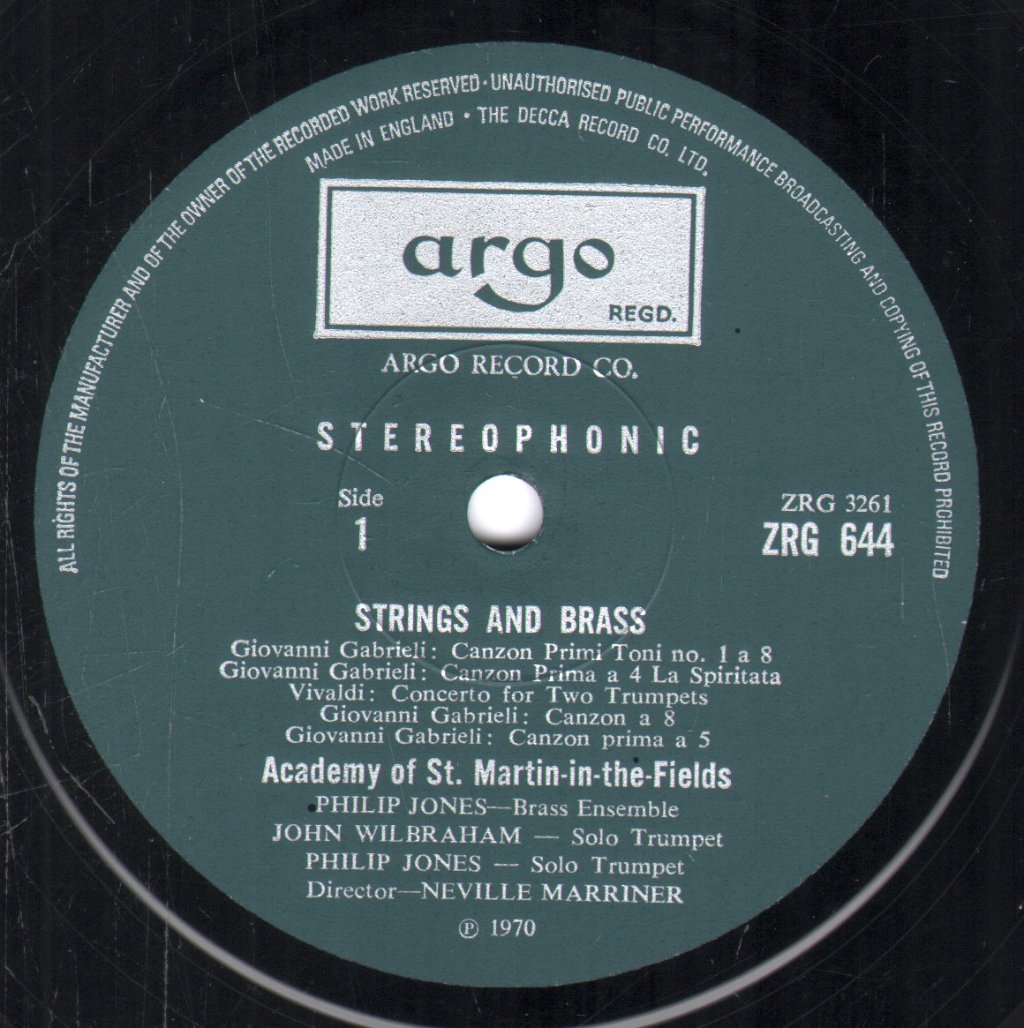 ALL RIGHTS OF THE MANUFACTURER AND OF THE OWNER OF THE RECORDED WORK RESERVED · UNAUTHORISED PUBLIC PERFORMANCE BROADCASTING AND COPYING OF THIS RECORD PROHIBITED
MADE IN ENGLAND · THE DECCA RECORD CO. LTD.
argo
REGD.
ARGO RECORD CO.
STEREOPHONIC
Side
1
ZRG 3261
ZRG 644
STRINGS AND BRASS
Giovanni Gabrieli: Canzon Primi Toni no. 1 a 8
Giovanni Gabrieli: Canzon Prima a 4 La Spiritata
Vivaldi: Concerto for Two Trumpets
Giovanni Gabrieli: Canzon a 8
Giovanni Gabrieli: Canzon prima a 5
Academy of St. Martin-in-the-Fields
PHILIP JONES—Brass Ensemble
JOHN WILBRAHAM — Solo Trumpet
PHILIP JONES — Solo Trumpet
Director—NEVILLE MARRINER
℗ 1970